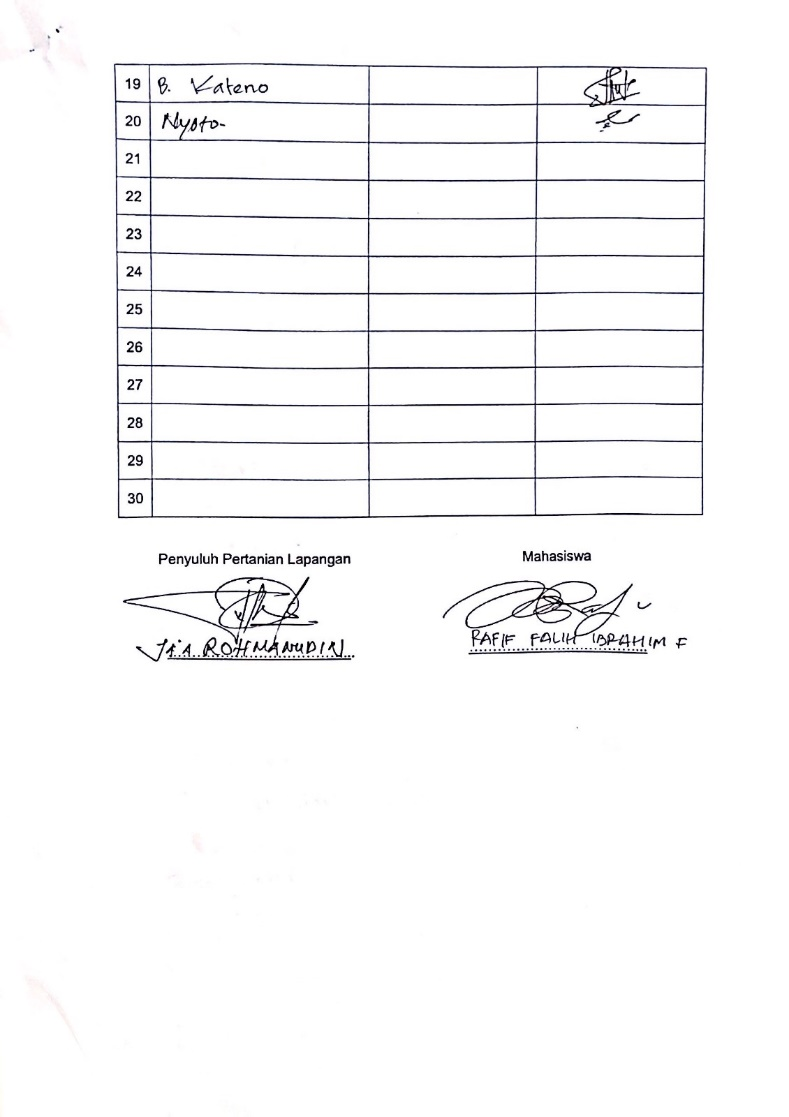 19 B. Kateno
20 Nyoto-
21
22
23
24
25
26
27
28
29
30
Penyuluh Pertanian Lapangan
Mahasiswa
ROHMANUDIN
RAFIF FALIH IBRAHIM F